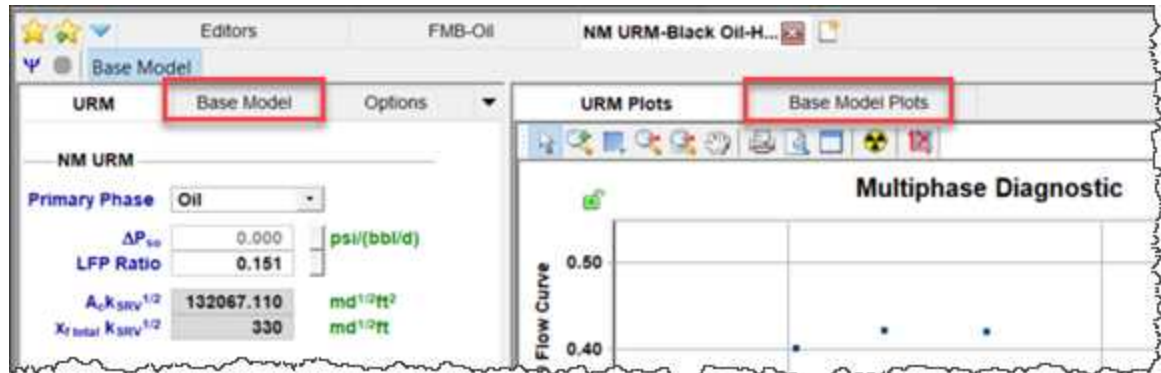 Editors FMB-Oil NM URM-Black Oil-H...
Ψ Base Model
URM Base Model Options URM Plots Base Model Plots
NM URM
Multiphase Diagnostic
Primary Phase Oil
ΔPso 0.000 psi/(bbl/d)
LFP Ratio 0.151
0.50
AckSRV1/2 132067.110 md1/2ft2
Xf total kSRV1/2 330 md1/2ft
0.40
Flow Curve